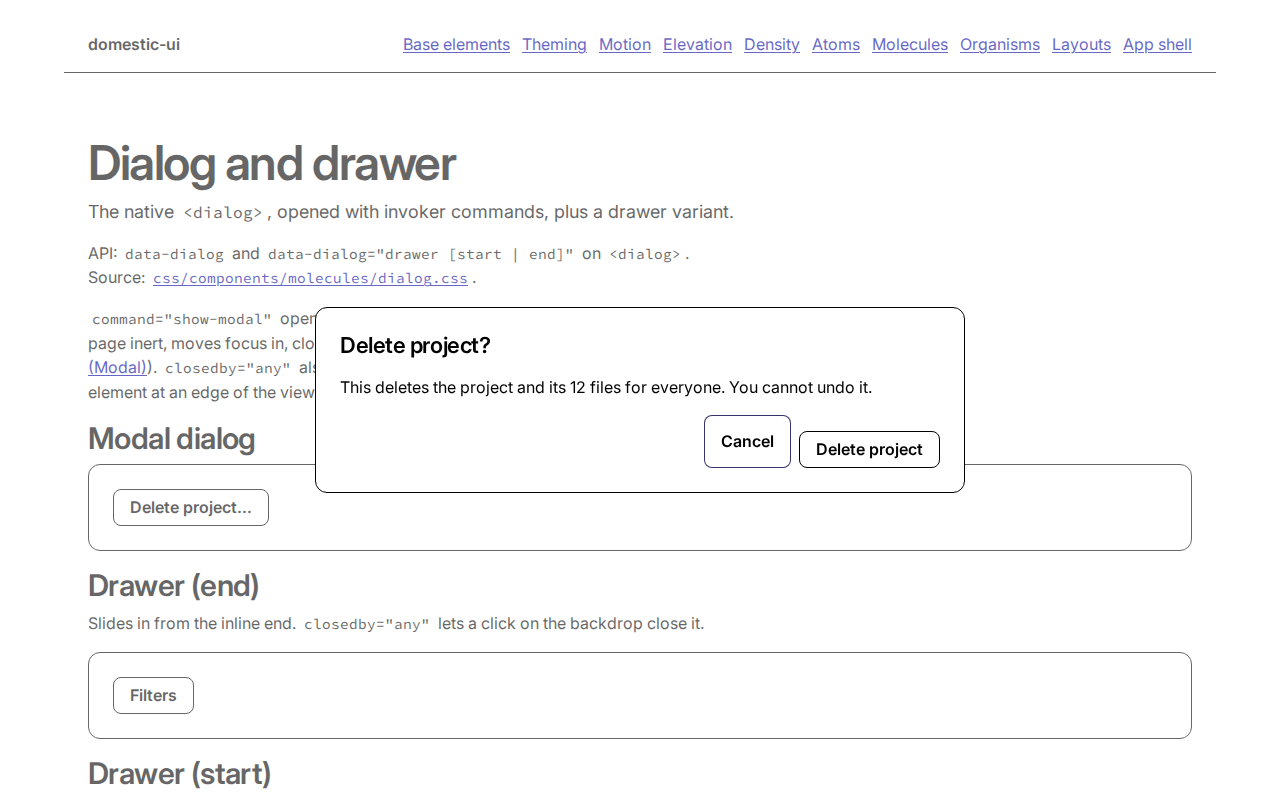 domestic-ui
Base elements Theming Motion Elevation Density Atoms Molecules Organisms Layouts App shell
Dialog and drawer
The native <dialog>, opened with invoker commands, plus a drawer variant.
API: data-dialog and data-dialog="drawer [start | end]" on <dialog>.
Source: css/components/molecules/dialog.css.
command="show-modal"
page inert, moves focus in,
(Modal)). closedby="any"
element at an edge of the
Delete project?
This deletes the project and its 12 files for everyone. You cannot undo it.
Cancel Delete project
Modal dialog
Delete project…
Drawer (end)
Slides in from the inline end. closedby="any" lets a click on the backdrop close it.
Filters
Drawer (start)